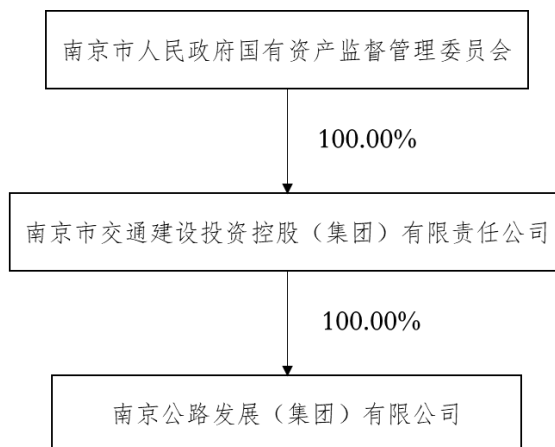 南京市人民政府国有资产监督管理委员会
100.00%
南京市交通建设投资控股（集团）有限责任公司
100.00%
南京公路发展（集团）有限公司